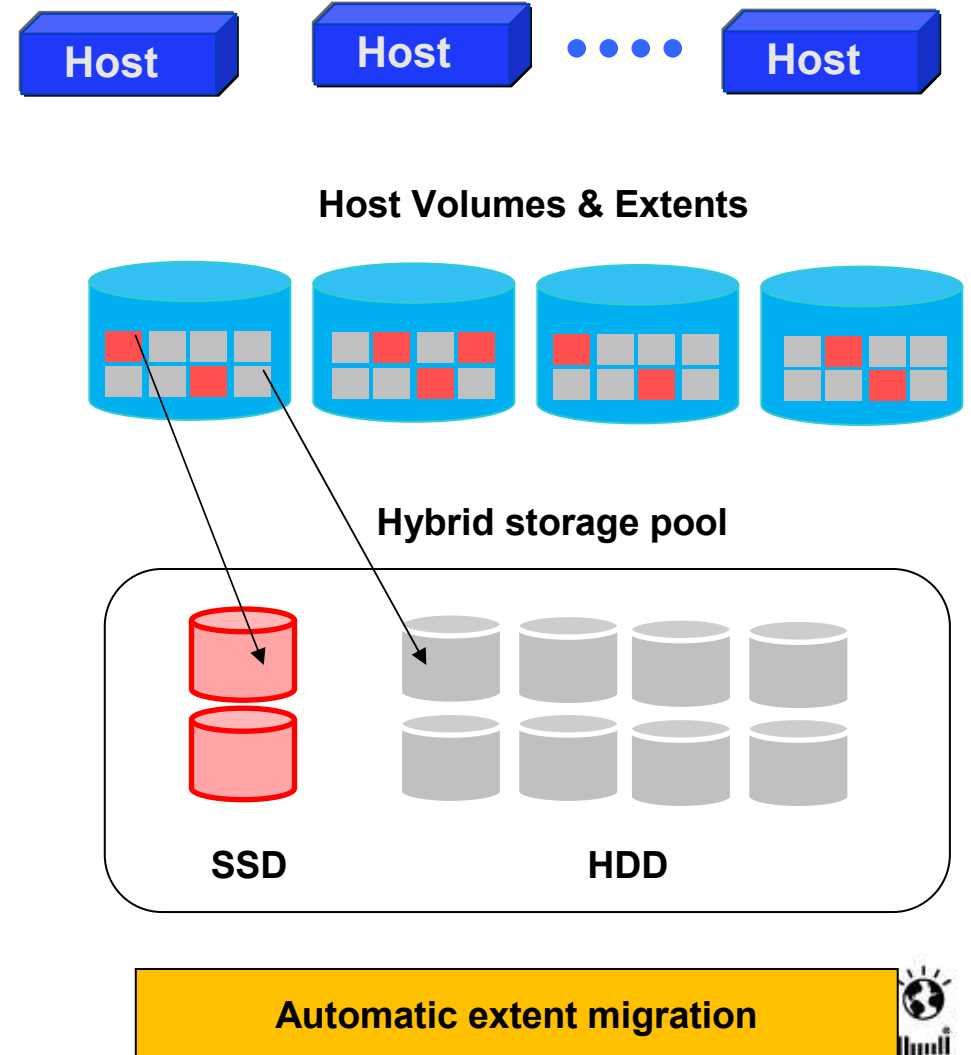 Host
Host
Host
Host Volumes & Extents
Hybrid storage pool
SSD
HDD
Automatic extent migration